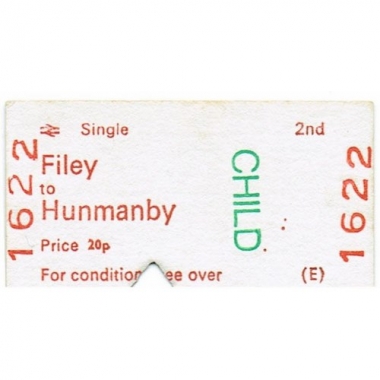 Single 2nd
Filey
to
Hunmanby
Price 20p
For condition ee over (E)
CHILD
1622
1622